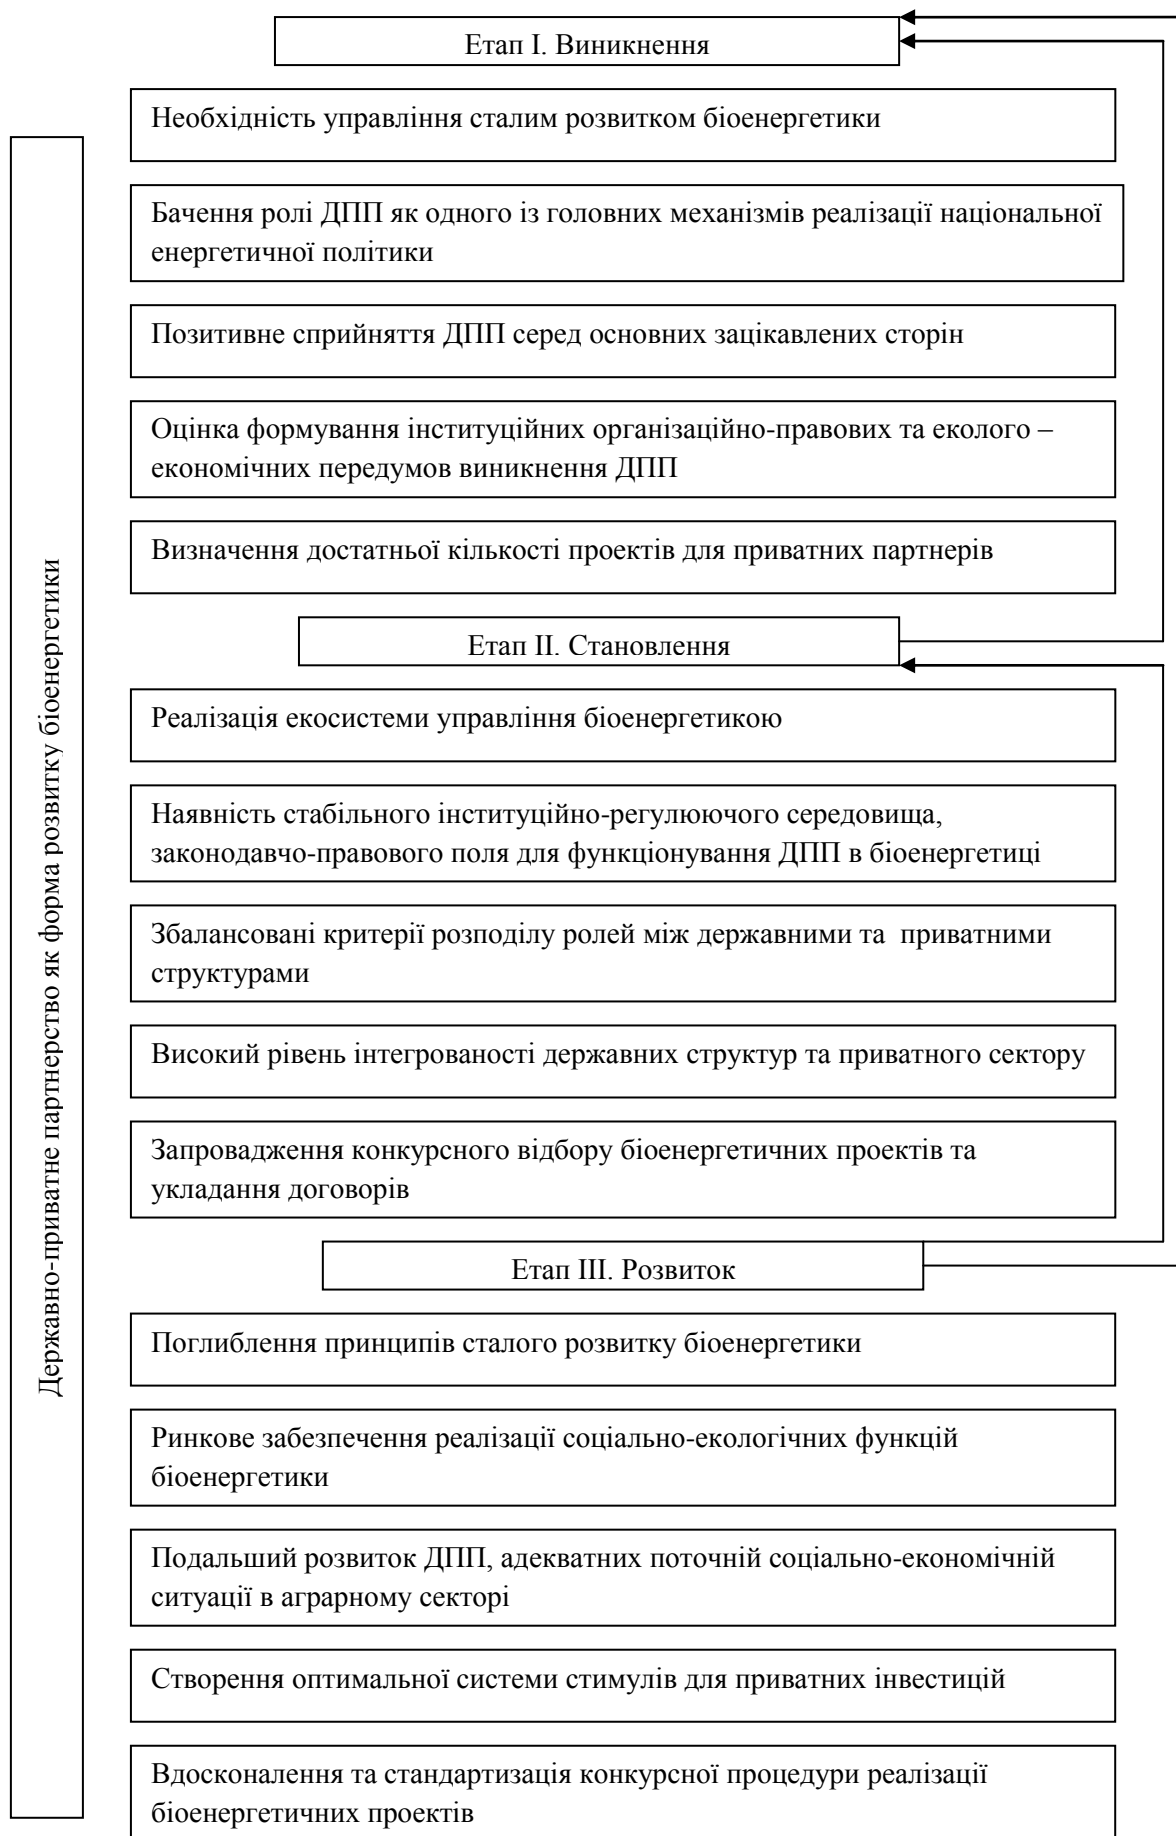 Етап І. Виникнення
Необхідність управління сталим розвитком біоенергетики
Бачення ролі ДПП як одного із головних механізмів реалізації національної
енергетичної політики
Позитивне сприйняття ДПП серед основних зацікавлених сторін
Оцінка формування інституційних організаційно-правових та еколого –
економічних передумов виникнення ДПП
Визначення достатньої кількості проектів для приватних партнерів
Державно-приватне партнерство як форма розвитку біоенергетики
Етап ІІ. Становлення
Реалізація екосистеми управління біоенергетикою
Наявність стабільного інституційно-регулюючого середовища,
законодавчо-правового поля для функціонування ДПП в біоенергетиці
Збалансовані критерії розподілу ролей між державними та приватними
структурами
Високий рівень інтегрованості державних структур та приватного сектору
Запровадження конкурсного відбору біоенергетичних проектів та
укладання договорів
Етап ІІІ. Розвиток
Поглиблення принципів сталого розвитку біоенергетики
Ринкове забезпечення реалізації соціально-екологічних функцій
біоенергетики
Подальший розвиток ДПП, адекватних поточній соціально-економічній
ситуації в аграрному секторі
Створення оптимальної системи стимулів для приватних інвестицій
Вдосконалення та стандартизація конкурсної процедури реалізації
біоенергетичних проектів